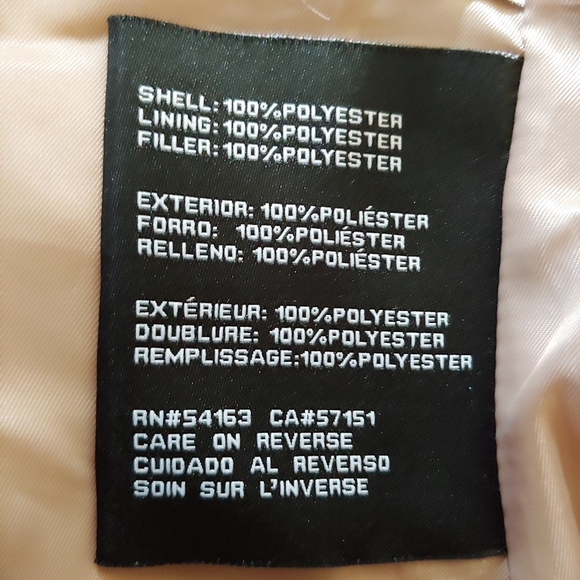 SHELL: 100%POLYESTER
LINING: 100%POLYESTER
FILLER: 100%POLYESTER
EXTERIOR: 100%POLIÉSTER
FORRO: 100%POLIÉSTER
RELLENO: 100%POLIÉSTER
EXTÉRIEUR: 100%POLYESTER
DOUBLURE: 100%POLYESTER
REMPLISSAGE:100%POLYESTER
RN#54163 CA#57151
CARE ON REVERSE
CUIDADO AL REVERSO
SOIN SUR L'INVERSE